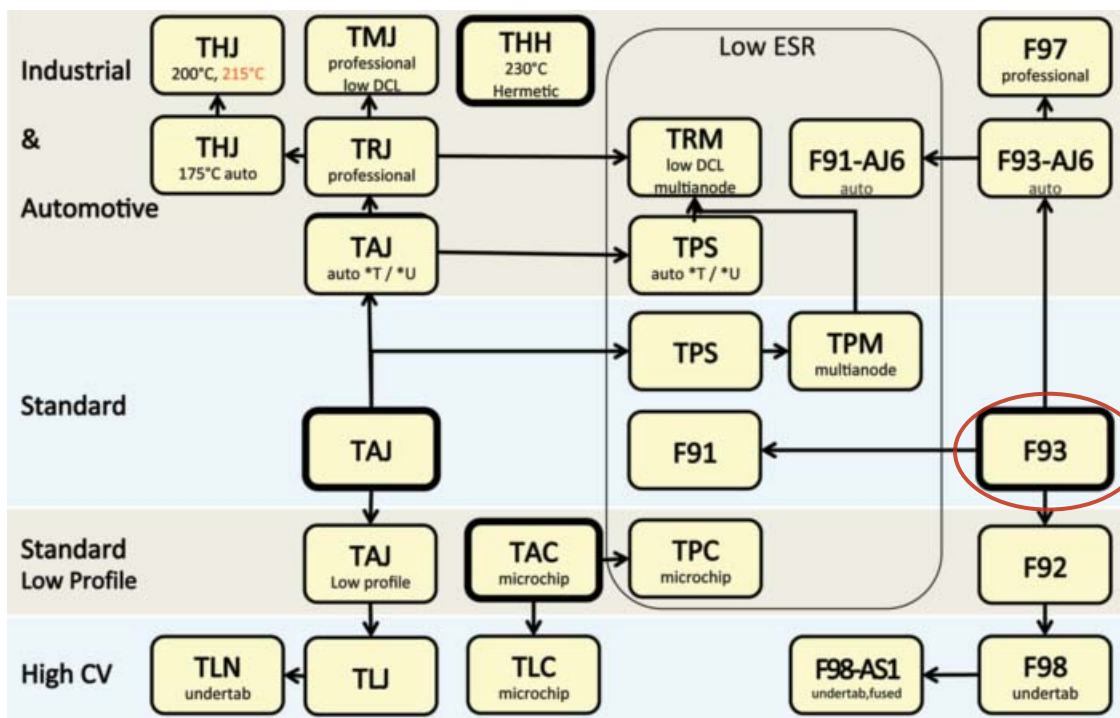 Industrial
&
Automotive
THJ
200°C, 215°C
TMJ
professional
low DCL
THH
230°C
Hermetic
Low ESR
F97
professional
THJ
175°C auto
TRJ
professional
TRM
low DCL
multianode
F91-AJ6
auto
F93-AJ6
auto
TAJ
auto *T / *U
TPS
auto *T / *U
Standard
TPS
TPM
multianode
TAJ
F91
F93
Standard
Low Profile
TAJ
Low profile
TAC
microchip
TPC
microchip
F92
High CV
TLN
undertab
TLJ
TLC
microchip
F98-AS1
undertab,fused
F98
undertab